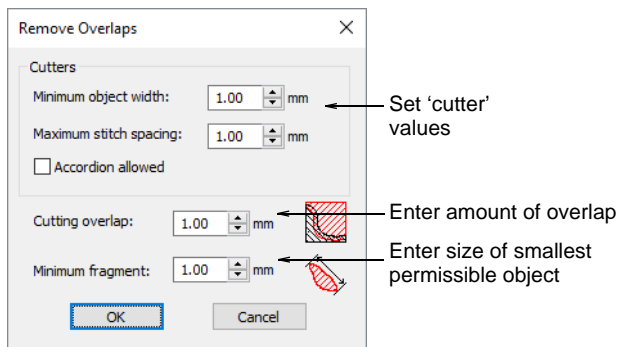 Remove Overlaps
Cutters
Minimum object width: 1.00 mm
Maximum stitch spacing: 1.00 mm
Accordion allowed
Set ‘cutter’
values
Cutting overlap: 1.00 mm
Enter amount of overlap
Minimum fragment: 1.00 mm
Enter size of smallest
permissible object
OK Cancel